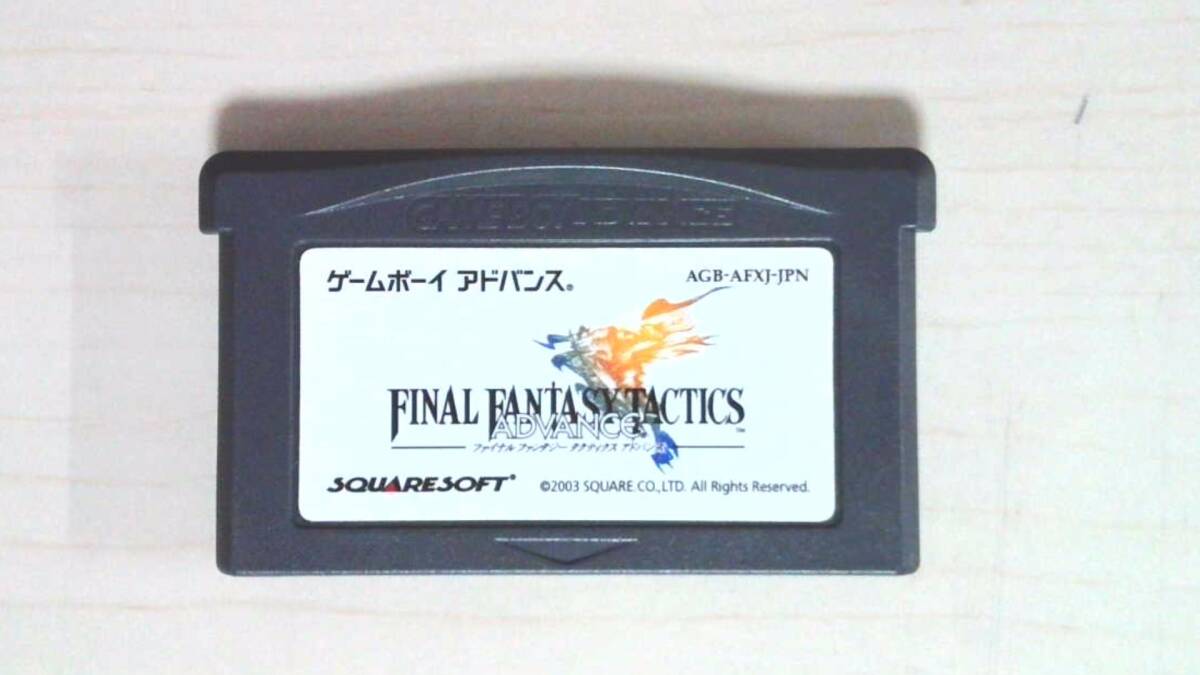 GAME BOY ADVANCE
ゲームボーイ アドバンス®
AGB-AFXJ-JPN
FINAL FANTASY TACTICS™
ADVANCE®
ファイナルファンタジー タクティクス アドバンス
SQUARESOFT®
©2003 SQUARE CO.,LTD. All Rights Reserved.